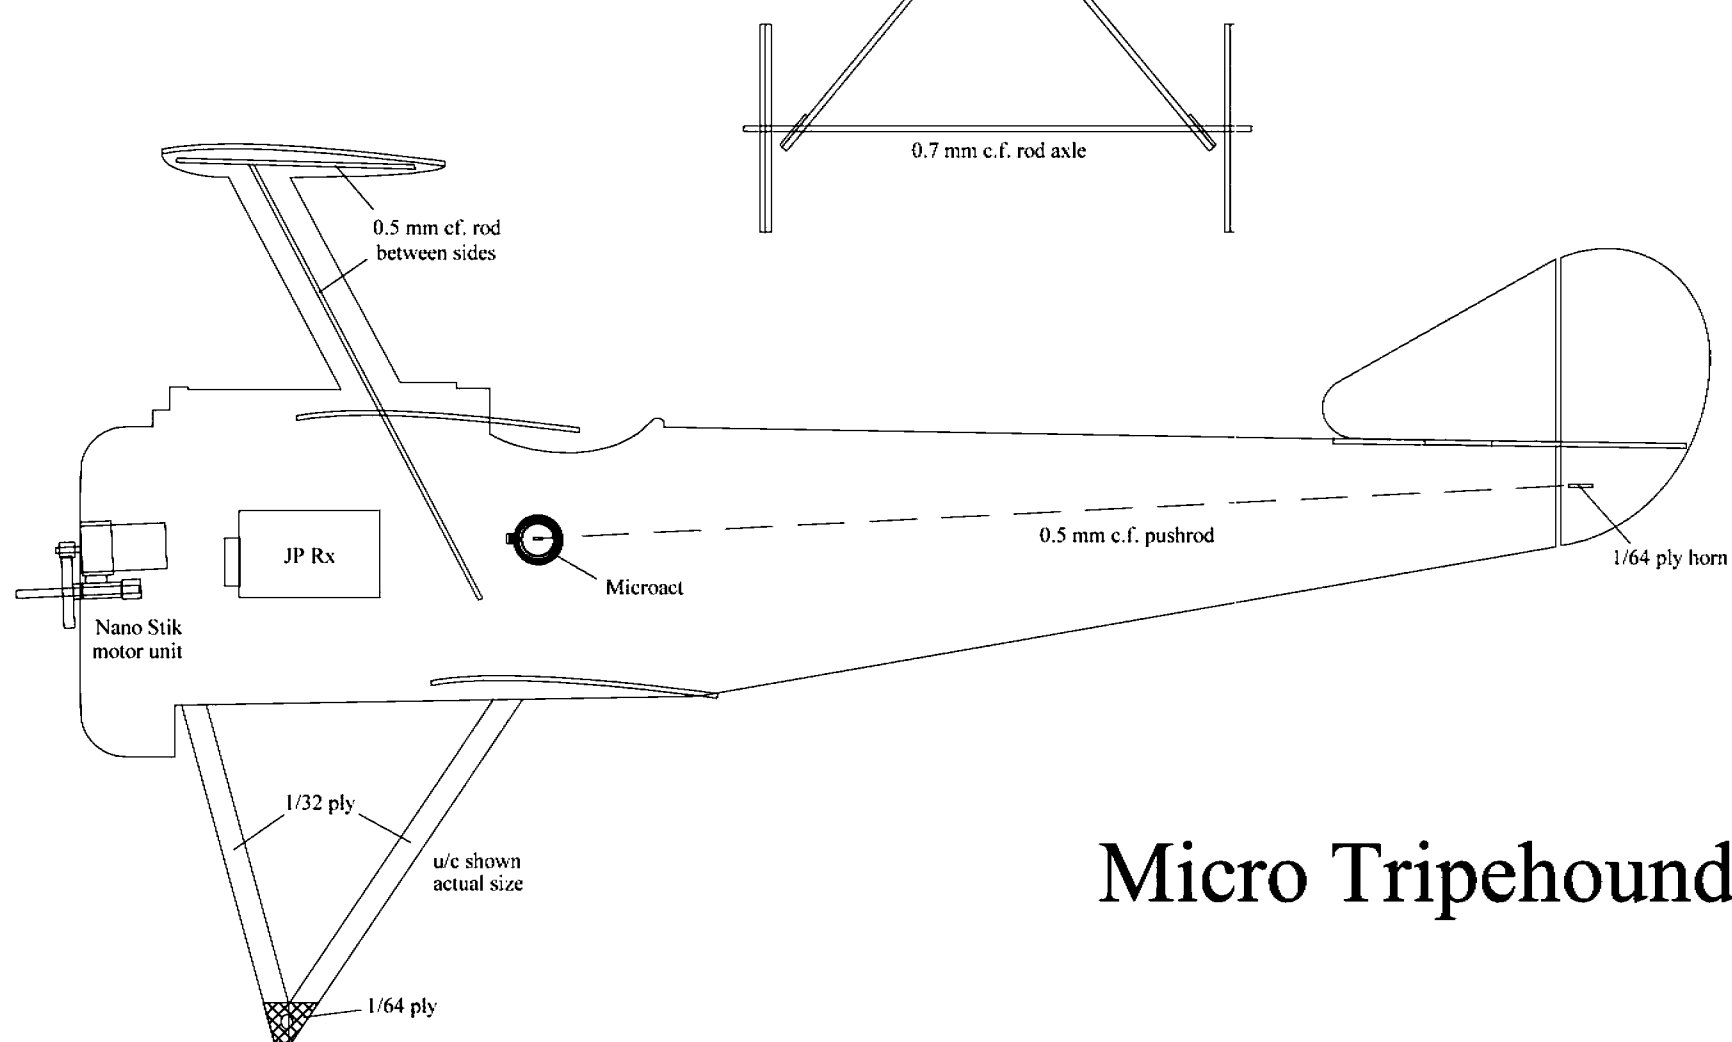 0.7 mm c.f. rod axle
0.5 mm cf. rod
between sides
0.5 mm c.f. pushrod
1/64 ply horn
JP Rx
Microact
Nano Stik
motor unit
1/32 ply
u/c shown
actual size
Micro Tripehound
1/64 ply